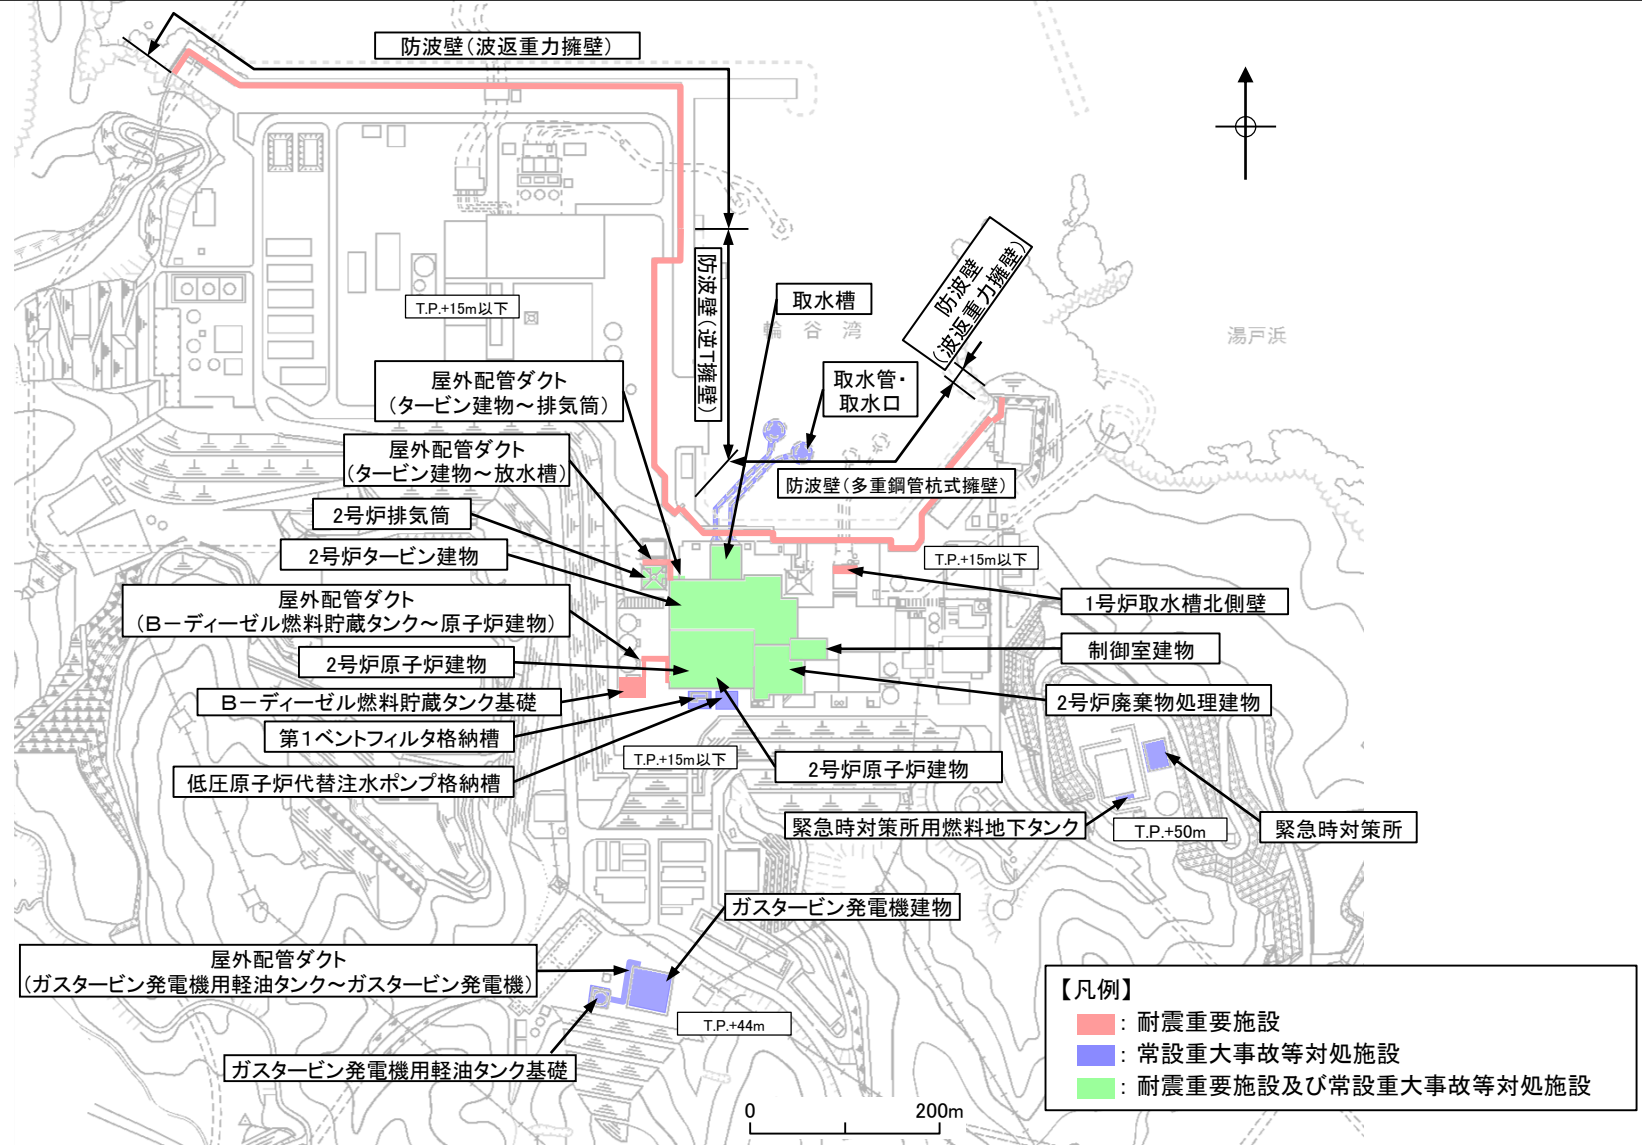 防波壁(波返重力擁壁)
防波壁(逆T擁壁)
防波壁
(波返重力擁壁)
取水槽
輪谷湾
湯戸浜
T.P.+15m以下
屋外配管ダクト
(タービン建物～排気筒)
取水管・
取水口
屋外配管ダクト
(タービン建物～放水槽)
防波壁(多重鋼管杭式擁壁)
2号炉排気筒
2号炉タービン建物
T.P.+15m以下
屋外配管ダクト
(B－ディーゼル燃料貯蔵タンク～原子炉建物)
1号炉取水槽北側壁
制御室建物
2号炉原子炉建物
B－ディーゼル燃料貯蔵タンク基礎
2号炉廃棄物処理建物
第1ベントフィルタ格納槽
T.P.+15m以下
2号炉原子炉建物
低圧原子炉代替注水ポンプ格納槽
緊急時対策所用燃料地下タンク
T.P.+50m
緊急時対策所
ガスタービン発電機建物
屋外配管ダクト
(ガスタービン発電機用軽油タンク～ガスタービン発電機)
T.P.+44m
ガスタービン発電機用軽油タンク基礎
【凡例】
：耐震重要施設
：常設重大事故等対処施設
：耐震重要施設及び常設重大事故等対処施設
0 200m